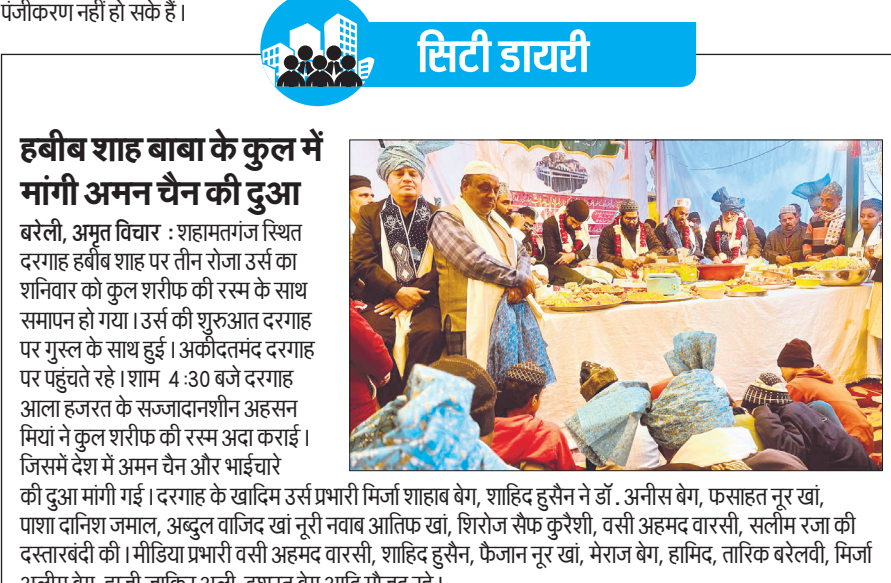 पंजीकरण नहीं हो सके हैं।
सिटी डायरी
हबीब शाह बाबा के कुल में
मांगी अमन चैन की दुआ
बरेली, अमृत विचार : शहामतगंज स्थित
दरगाह हबीब शाह पर तीन रोजा उर्स का
शनिवार को कुल शरीफ की रस्म के साथ
समापन हो गया। उर्स की शुरुआत दरगाह
पर गुस्ल के साथ हुई। अकीदतमंद दरगाह
पर पहुंचते रहे। शाम 4:30 बजे दरगाह
आला हजरत के सज्जादानशीन अहसन
मियां ने कुल शरीफ की रस्म अदा कराई।
जिसमें देश में अमन चैन और भाईचारे
की दुआ मांगी गई। दरगाह के खादिम उर्स प्रभारी मिर्जा शाहाब बेग, शाहिद हुसैन ने डॉ. अनीस बेग, फसाहत नूर खां,
पाशा दानिश जमाल, अब्दुल वाजिद खां नूरी नवाब आतिफ खां, शिरोज सैफ कुरैशी, वसी अहमद वारसी, सलीम रजा की
दस्तारबंदी की। मीडिया प्रभारी वसी अहमद वारसी, शाहिद हुसैन, फैजान नूर खां, मेराज बेग, हामिद, तारिक बरेलवी, मिर्जा